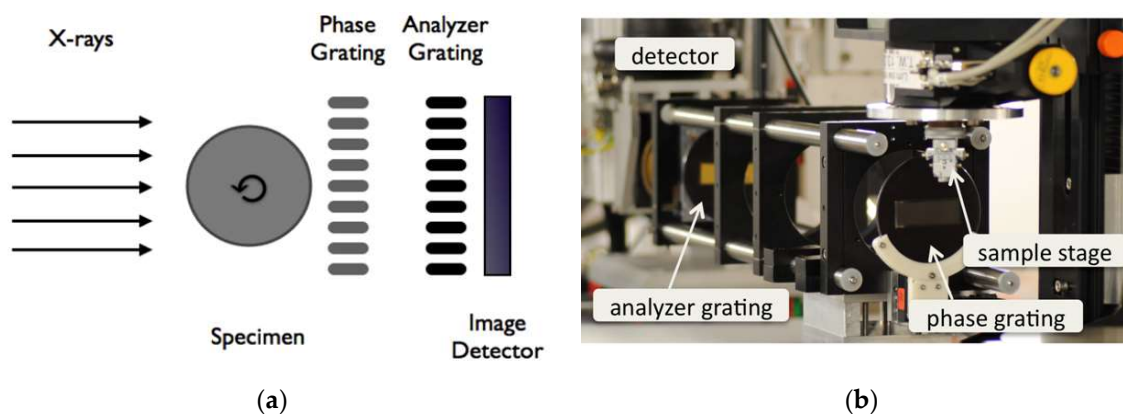 X-rays
Phase
Grating
Analyzer
Grating
Specimen
Image
Detector
(a)
detector
analyzer grating
sample stage
phase grating
(b)